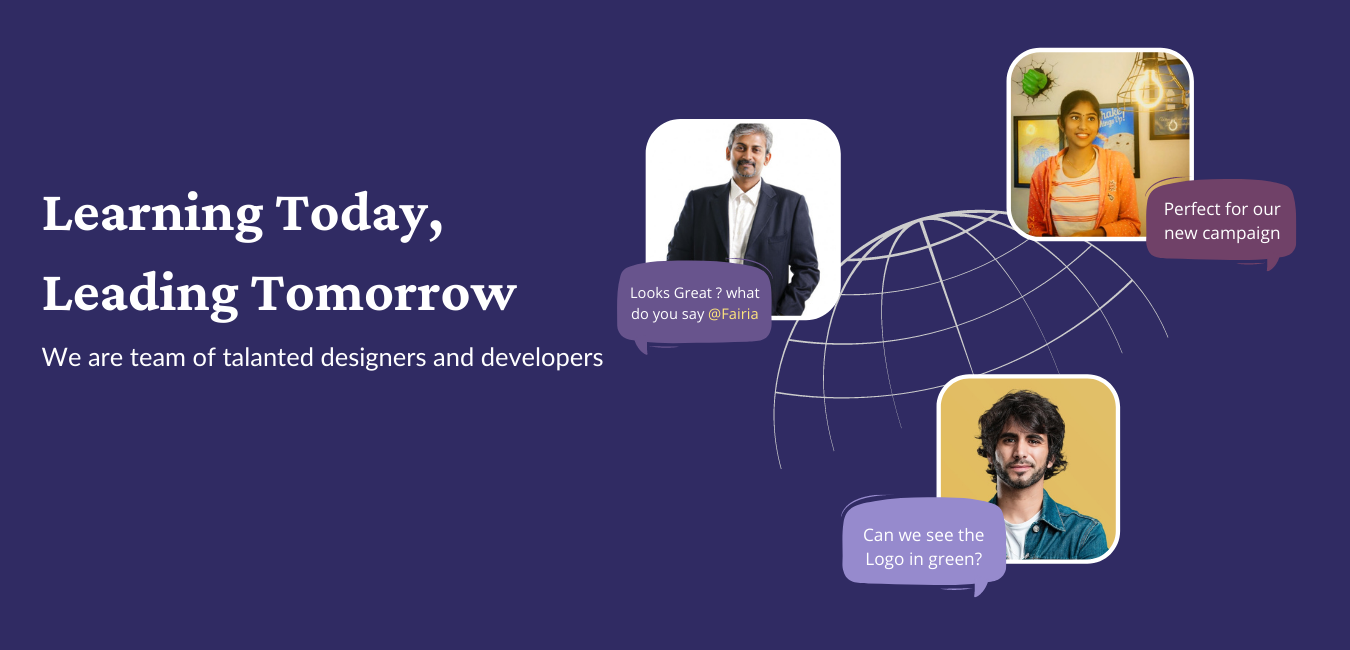 Learning Today,
Leading Tomorrow
We are team of talanted designers and developers
Looks Great ? what
do you say @Fairia
Perfect for our
new campaign
Can we see the
Logo in green?